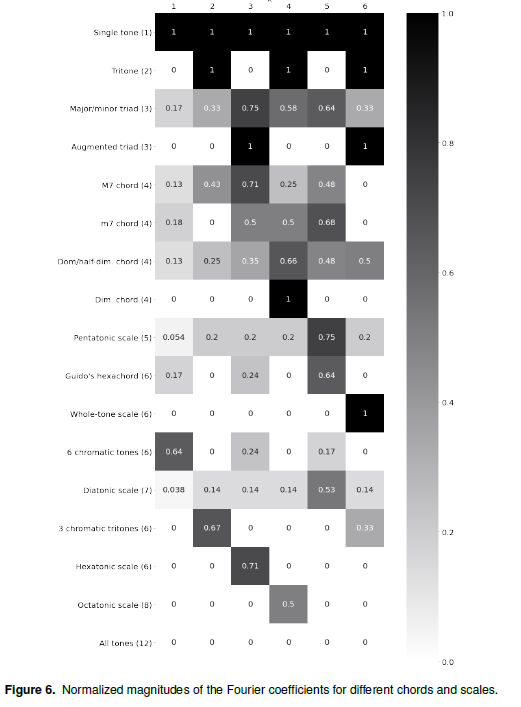 1 2 3 4 5 6
Single tone (1) 1 1 1 1 1 1
Tritone (2) 0 1 0 1 0 1
Major/minor triad (3) 0.17 0.33 0.75 0.58 0.64 0.33
Augmented triad (3) 0 0 1 0 0 1
M7 chord (4) 0.13 0.43 0.71 0.25 0.48 0
m7 chord (4) 0.18 0 0.5 0.5 0.68 0
Dom/half-dim. chord (4) 0.13 0.25 0.35 0.66 0.48 0.5
Dim. chord (4) 0 0 0 1 0 0
Pentatonic scale (5) 0.054 0.2 0.2 0.2 0.75 0.2
Guido's hexachord (6) 0.17 0 0.24 0 0.64 0
Whole-tone scale (6) 0 0 0 0 0 1
6 chromatic tones (6) 0.64 0 0.24 0 0.17 0
Diatonic scale (7) 0.038 0.14 0.14 0.14 0.53 0.14
3 chromatic tritones (6) 0 0.67 0 0 0 0.33
Hexatonic scale (6) 0 0 0.71 0 0 0
Octatonic scale (8) 0 0 0 0.5 0 0
All tones (12) 0 0 0 0 0 0
1.0
0.8
0.6
0.4
0.2
0.0
Figure 6. Normalized magnitudes of the Fourier coefficients for different chords and scales.